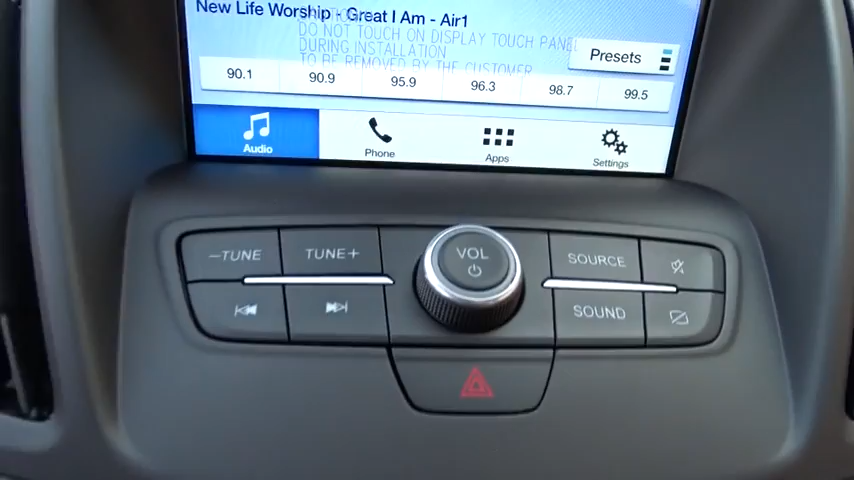 New Life Worship - Great I Am - Air1
CAUTION
DO NOT TOUCH ON DISPLAY TOUCH PANEL
DURING INSTALLATION
TO BE REMOVED BY THE CUSTOMER
Presets
90.1 90.9 95.9 96.3 98.7 99.5
Audio Phone Apps Settings
—TUNE TUNE+ VOL SOURCE
SOUND